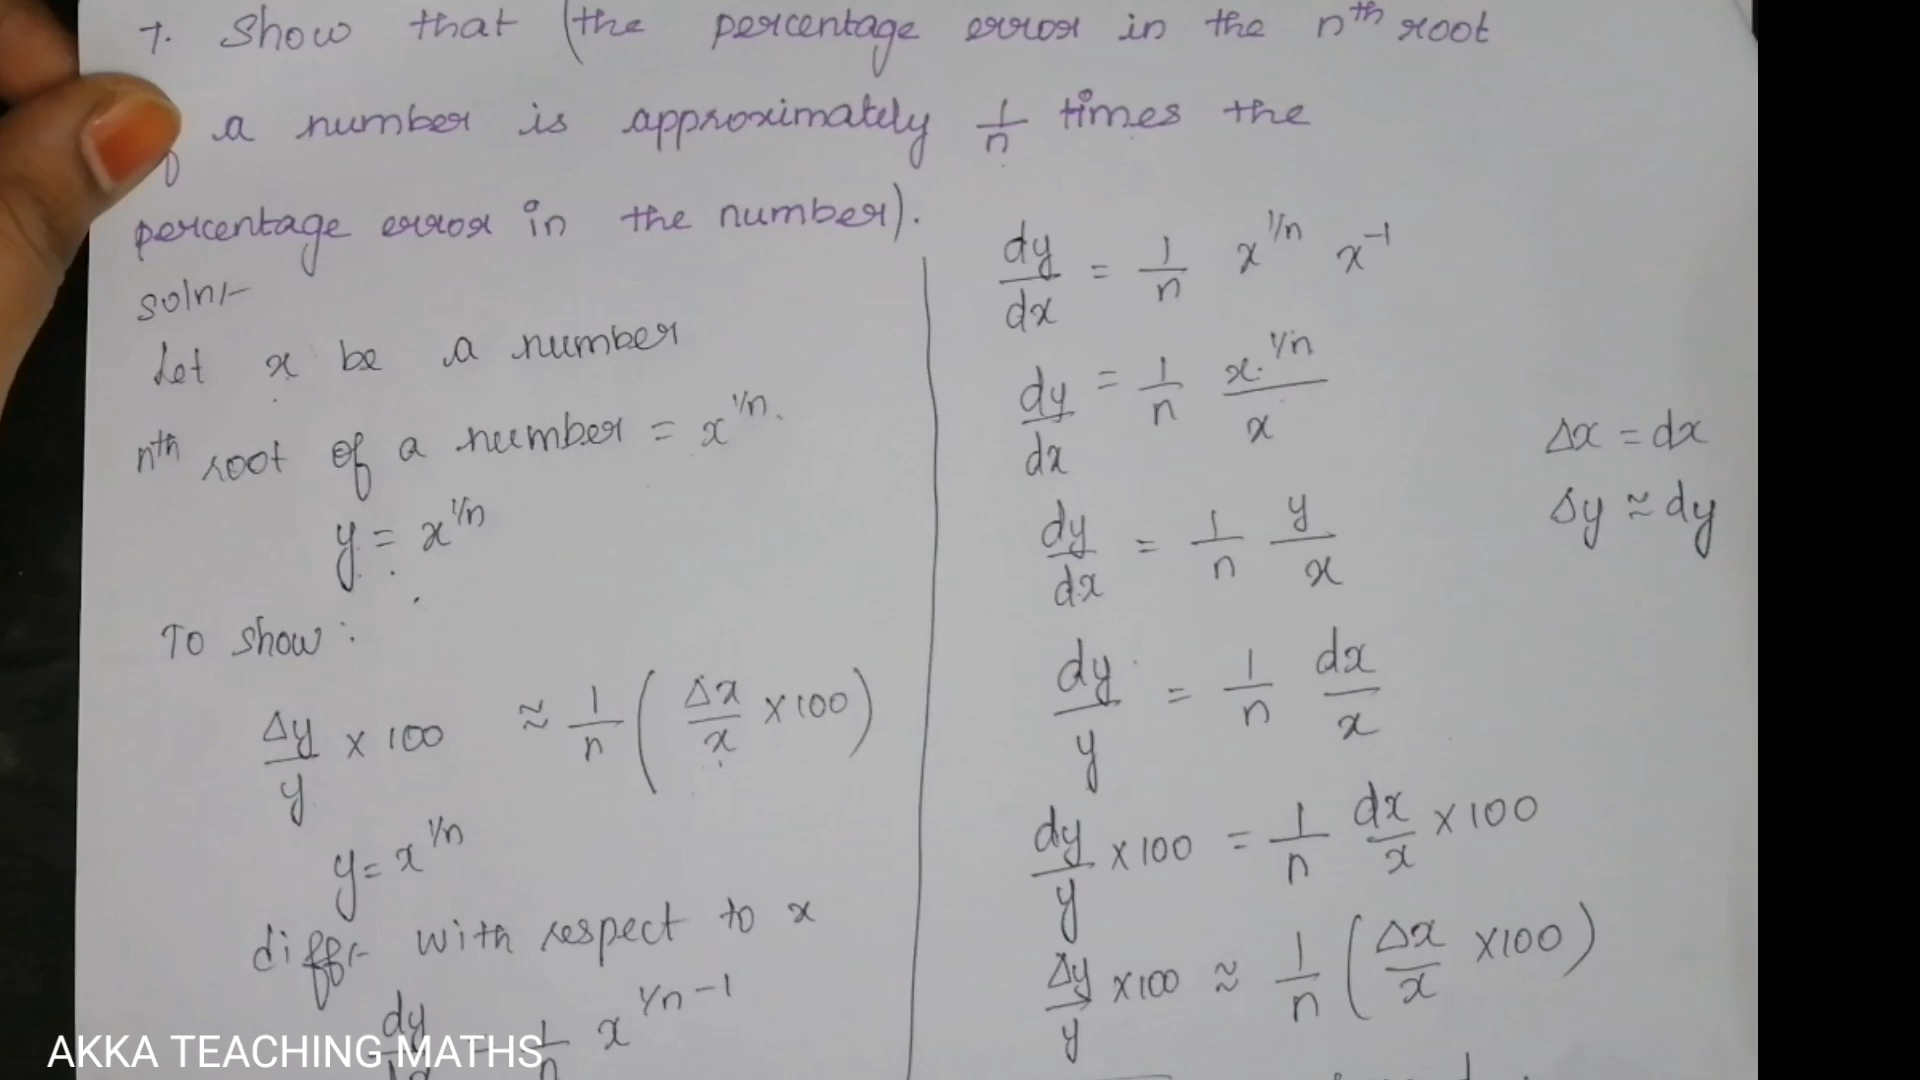 7. Show that (the percentage error in the nth root
of a number is approximately 1/n times the
percentage error in the number).
soln:-
Let x be a number
nth root of a number = x^1/n.
y = x^1/n
To show:
Δy/y × 100 ≈ 1/n (Δx/x × 100)
y = x^1/n
diff:- with respect to x
dy/dx = 1/n x^1/n-1
dy/dx = 1/n x^1/n x^-1
dy/dx = 1/n x^1/n/x
dy/dx = 1/n y/x
dy/y = 1/n dx/x
dy/y × 100 = 1/n dx/x × 100
Δy/y × 100 ≈ 1/n (Δx/x × 100)
Δx = dx
Δy ≈ dy
AKKA TEACHING MATHS